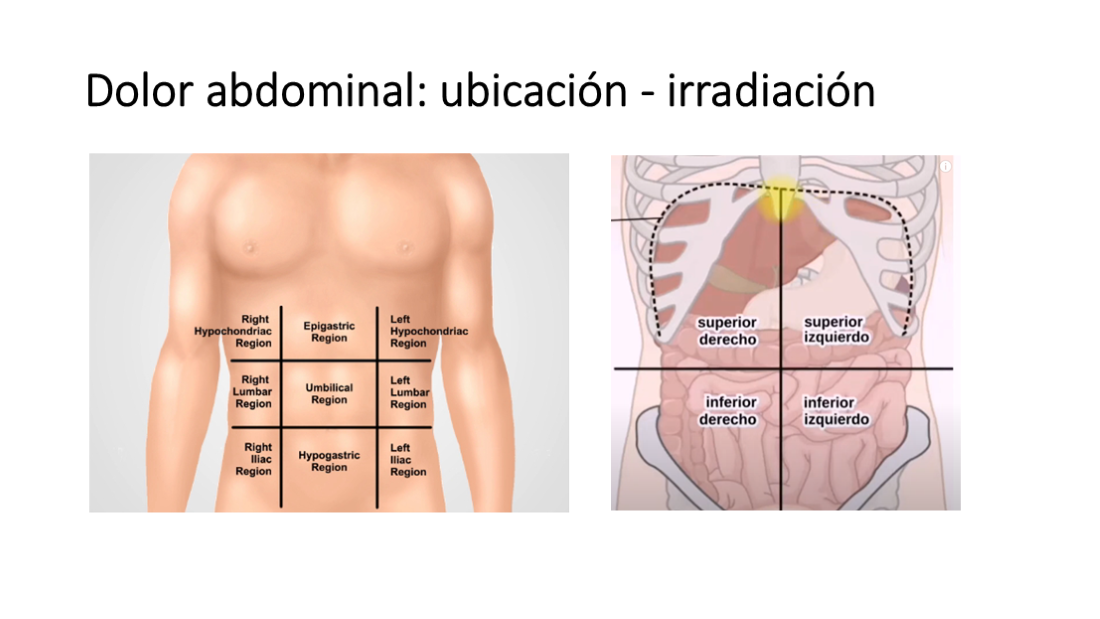 Dolor abdominal: ubicación - irradiación
Right
Hypochondriac
Region
Epigastric
Region
Left
Hypochondriac
Region
Right
Lumbar
Region
Umbilical
Region
Left
Lumbar
Region
Right
Iliac
Region
Hypogastric
Region
Left
Iliac
Region
superior
derecho
superior
izquierdo
inferior
derecho
inferior
izquierdo